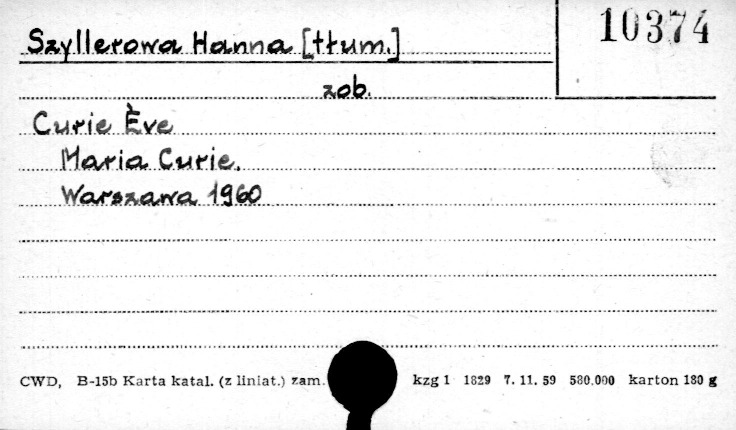 Szyllerowa Hanna [tłum.]
10374
zob.
Curie Ève
Maria Curie.
Warszawa 1960
CWD, B-15b Karta katal. (z liniat.) zam. kzg 1 1829 7. 11. 59 580.000 karton 180 g